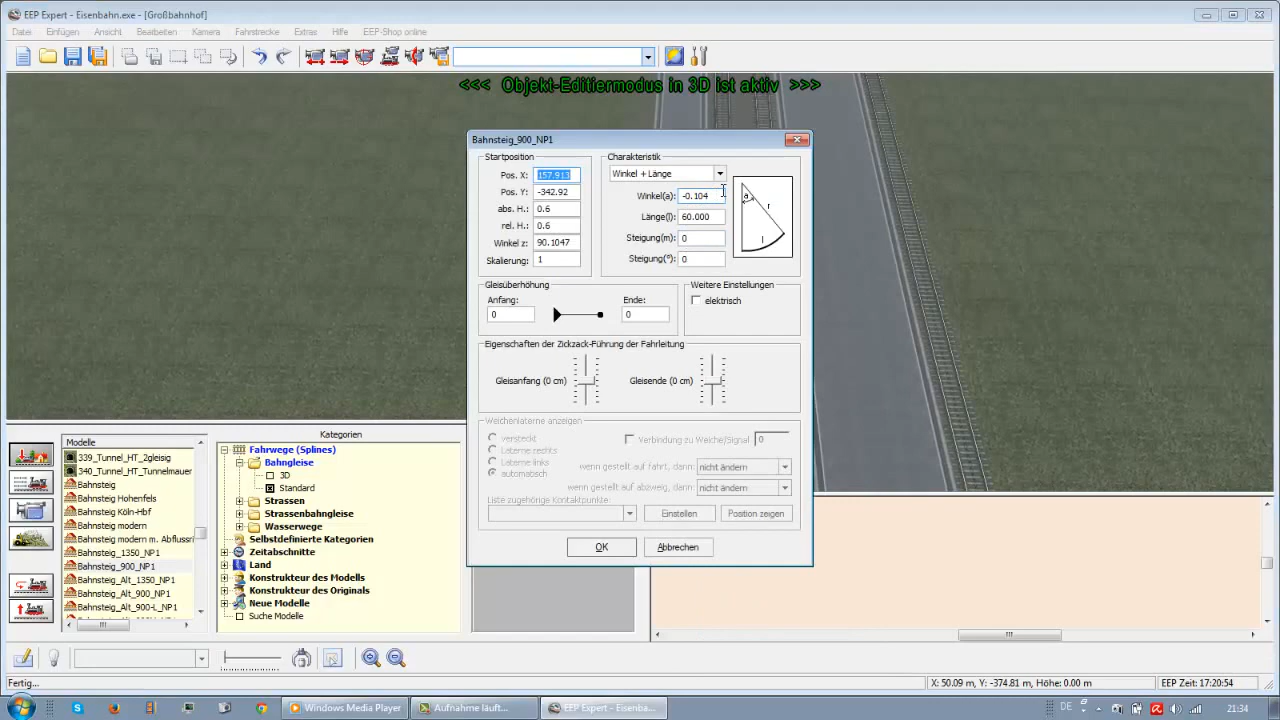 EEP Expert - Eisenbahn.exe - [Großbahnhof]
Datei Einfügen Ansicht Bearbeiten Kamera Fahrstrecke Extras Hilfe EEP-Shop online
<<< Objekt-Editiermodus in 3D ist aktiv >>>
Bahnsteig_900_NP1
Startposition
Pos. X: 157.913
Pos. Y: -342.92
abs. H.: 0.6
rel. H.: 0.6
Winkel z: 90.1047
Skalierung: 1
Charakteristik
Winkel + Länge
Winkel(a): -0.104
Länge(l): 60.000
Steigung(m): 0
Steigung(°): 0
a
r
l
Gleisüberhöhung
Anfang: Ende:
0 0
Weitere Einstellungen
elektrisch
Eigenschaften der Zickzack-Führung der Fahrleitung
Gleisanfang (0 cm) Gleisende (0 cm)
Weichenlaterne anzeigen
versteckt
Laterne rechts
Laterne links
automatisch
Verbindung zu Weiche/Signal 0
wenn gestellt auf fahrt, dann: nicht ändern
wenn gestellt auf abzweig, dann: nicht ändern
Liste zugehörige Kontaktpunkte:
Einstellen Position zeigen
OK Abbrechen
Modelle
339_Tunnel_HT_2gleisig
340_Tunnel_HT_Tunnelmauer
Bahnsteig
Bahnsteig Hohenfels
Bahnsteig Köln-Hbf
Bahnsteig modern
Bahnsteig modern m. Abflussri
Bahnsteig_1350_NP1
Bahnsteig_900_NP1
Bahnsteig_Alt_1350_NP1
Bahnsteig_Alt_900_NP1
Bahnsteig_Alt_900-L_NP1
Kategorien
Fahrwege (Splines)
Bahngleise
3D
Standard
Strassen
Strassenbahngleise
Wasserwege
Selbstdefinierte Kategorien
Zeitabschnitte
Land
Konstrukteur des Modells
Konstrukteur des Originals
Neue Modelle
Suche Modelle
Fertig...
X: 50.09 m, Y: -374.81 m, Höhe: 0.00 m
EEP Zeit: 17:20:54
Windows Media Player
Aufnahme läuft...
EEP Expert - Eisenba...
DE
21:34